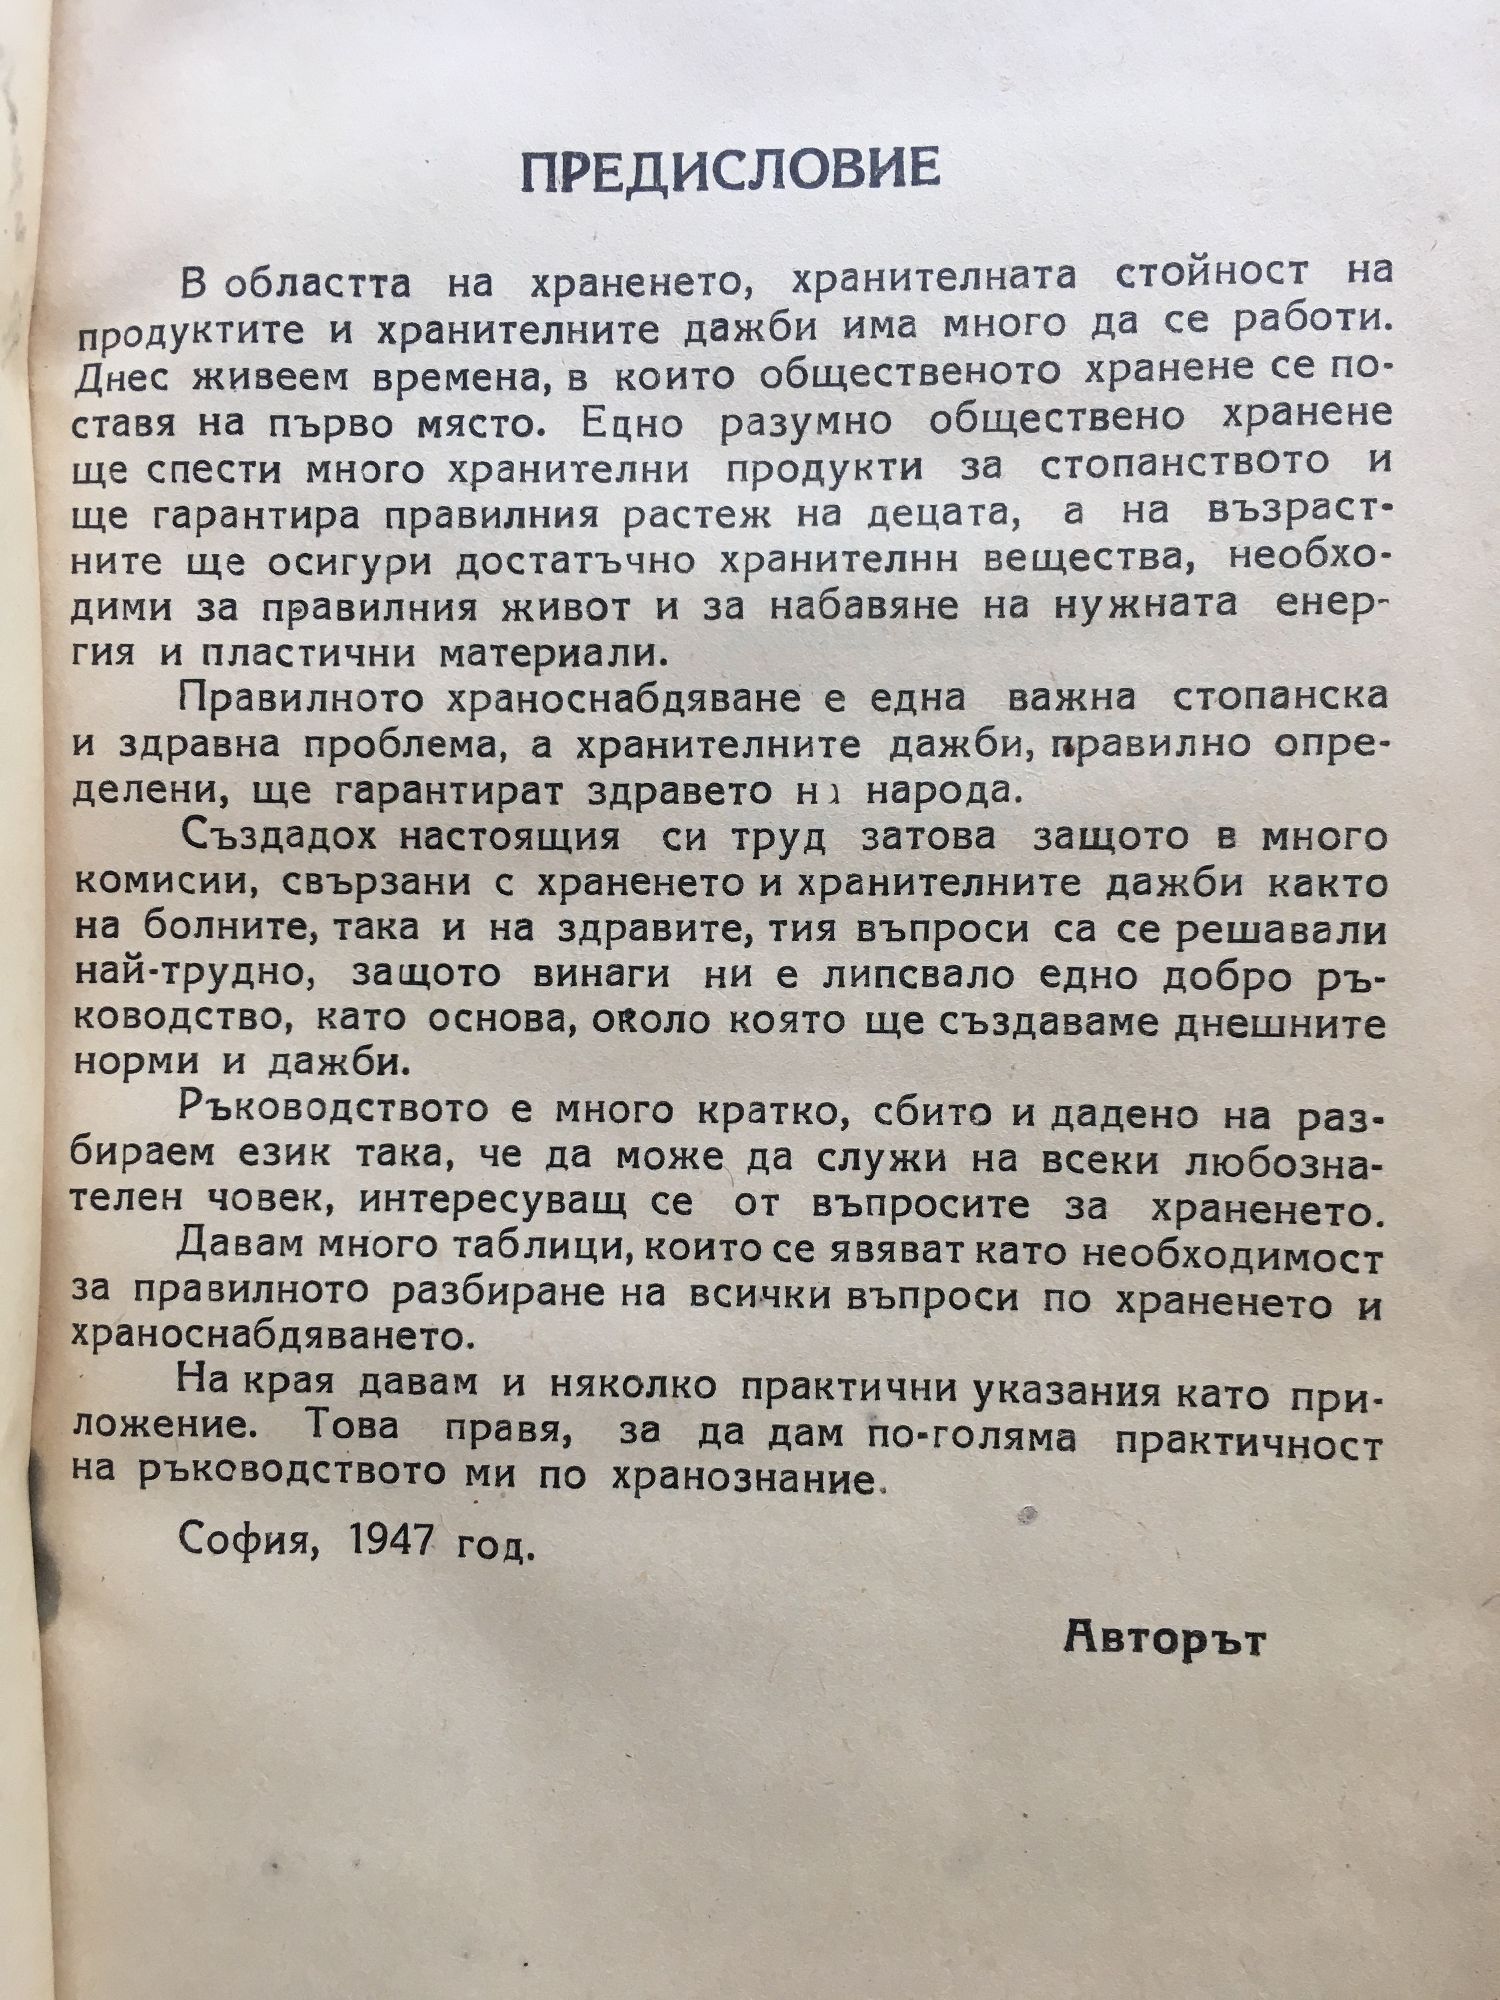 ПРЕДИСЛОВИЕ
В областта на храненето, хранителната стойност на
продуктите и хранителните дажби има много да се работи.
Днес живеем времена, в които общественото хранене се по-
ставя на първо място. Едно разумно обществено хранене
ще спести много хранителни продукти за стопанството и
ще гарантира правилния растеж на децата, а на възраст-
ните ще осигури достатъчно хранителнн вещества, необхо-
дими за правилния живот и за набавяне на нужната енер-
гия и пластични материали.
Правилното храноснабдяване е една важна стопанска
и здравна проблема, а хранителните дажби, правилно опре-
делени, ще гарантират здравето на народа.
Създадох настоящия си труд затова защото в много
комисии, свързани с храненето и хранителните дажби както
на болните, така и на здравите, тия въпроси са се решавали
най-трудно, защото винаги ни е липсвало едно добро ръ-
ководство, като основа, около която ще създаваме днешните
норми и дажби.
Ръководството е много кратко, сбито и дадено на раз-
бираем език така, че да може да служи на всеки любозна-
телен човек, интересуващ се от въпросите за храненето.
Давам много таблици, които се явяват като необходимост
за правилното разбиране на всички въпроси по храненето и
храноснабдяването.
На края давам и няколко практични указания като при-
ложение. Това правя, за да дам по-голяма практичност
на ръководството ми по хранознание.
София, 1947 год.
Авторът